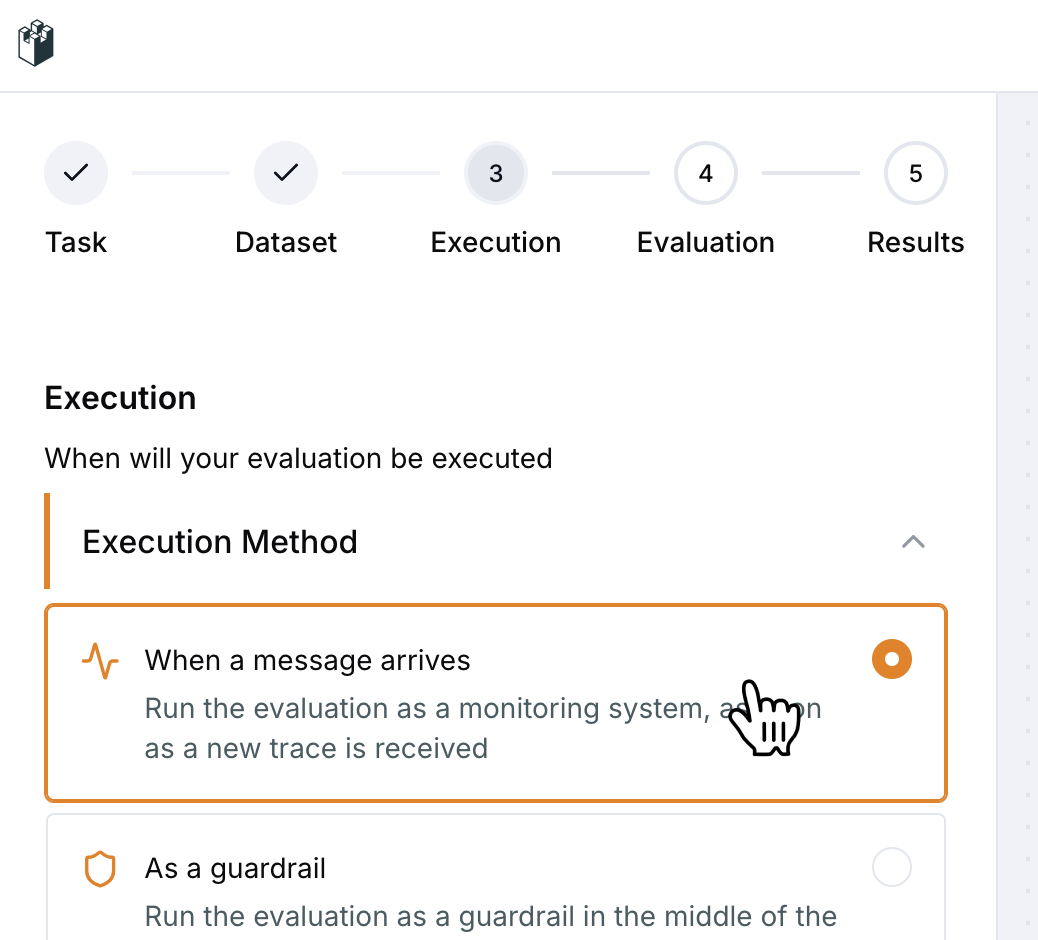 3
4
5
Task
Dataset
Execution
Evaluation
Results
Execution
When will your evaluation be executed
Execution Method
When a message arrives
Run the evaluation as a monitoring system, as on
as a new trace is received
As a guardrail
Run the evaluation as a guardrail in the middle of the